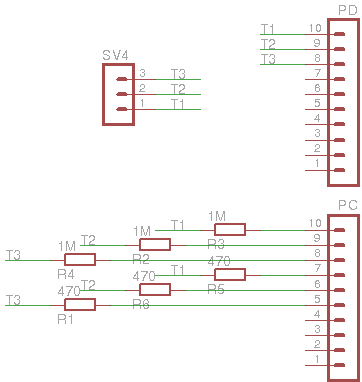 PD
T1 10
T2 9
T3 8
7
6
5
4
3
2
1
SV4
3 T3
2 T2
1 T1
PC
1M T1 10
R3
1M T2 9
R2
T3 1M 8
R4
470 T1 7
R5
470 T2 6
R6
T3 470 5
R1
4
3
2
1